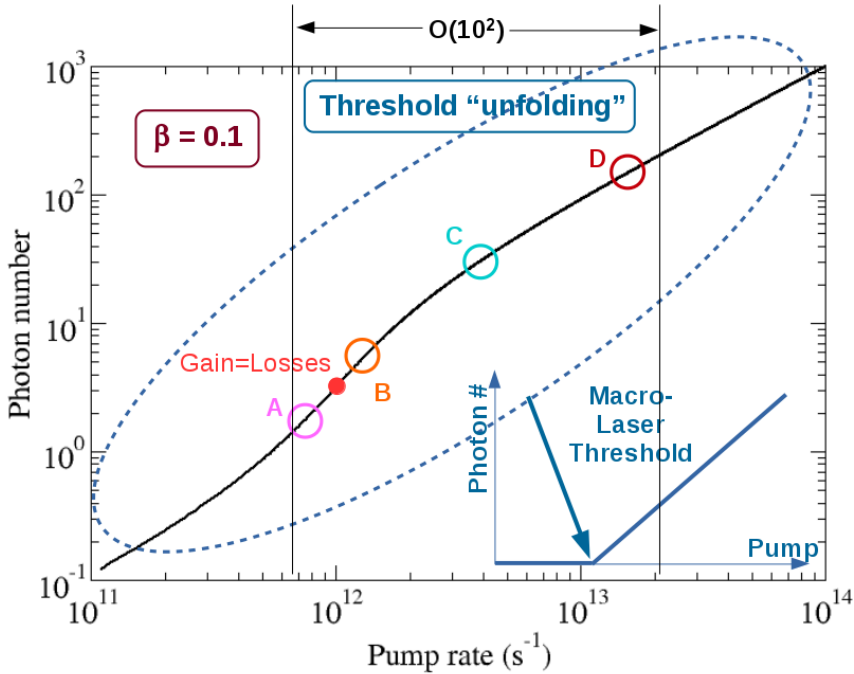 O(10²)
10³
Threshold “unfolding”
β = 0.1
D
10²
C
Photon number
10¹
Gain=Losses
B
A
Photon #
Macro-
Laser
Threshold
10⁰
Pump
10⁻¹
10¹¹
10¹²
10¹³
10¹⁴
Pump rate (s⁻¹)